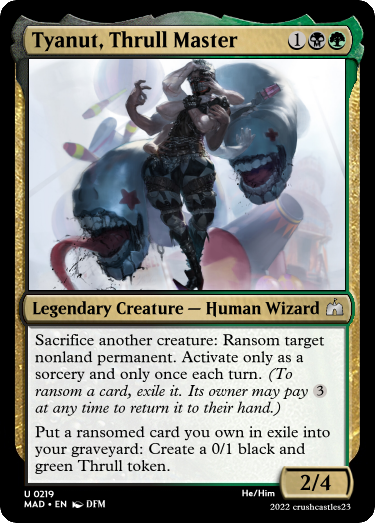 Tyanut, Thrull Master 1
Legendary Creature — Human Wizard
Sacrifice another creature: Ransom target
nonland permanent. Activate only as a
sorcery and only once each turn. (To
ransom a card, exile it. Its owner may pay 3
at any time to return it to their hand.)
Put a ransomed card you own in exile into
your graveyard: Create a 0/1 black and
green Thrull token.
2/4
U 0219 He/Him
MAD • EN DFM 2022 crushcastles23